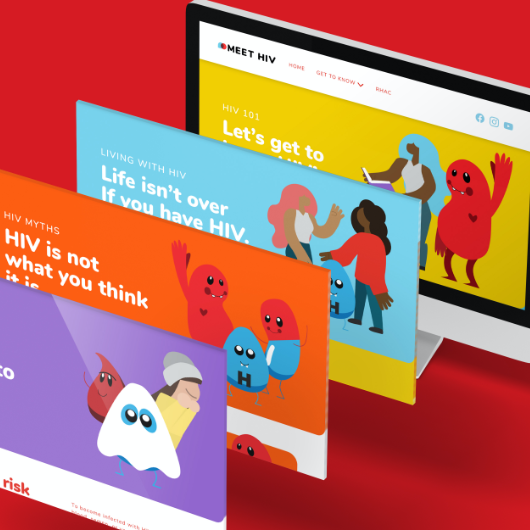 MEET HIV
HOME
GET TO KNOW
RMAC
HIV 101
Let's get to
LIVING WITH HIV
Life isn't over
If you have HIV.
HIV MYTHS
HIV is not
what you think
it is
to
H
H
risk
To become infected with